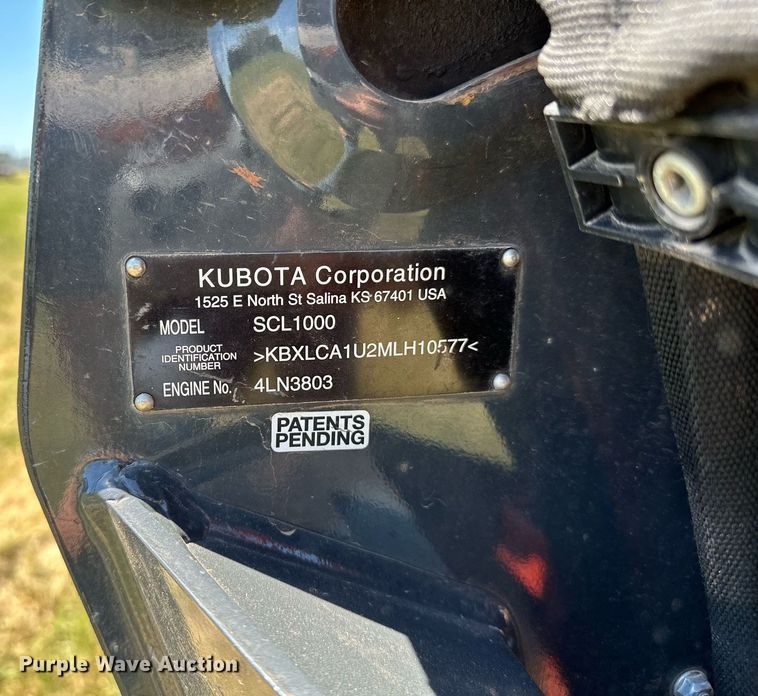 KUBOTA Corporation
1525 E North St Salina KS 67401 USA
MODEL SCL1000
PRODUCT IDENTIFICATION NUMBER >KBXLCA1U2MLH10577<
ENGINE No. 4LN3803
PATENTS
PENDING
Purple Wave Auction